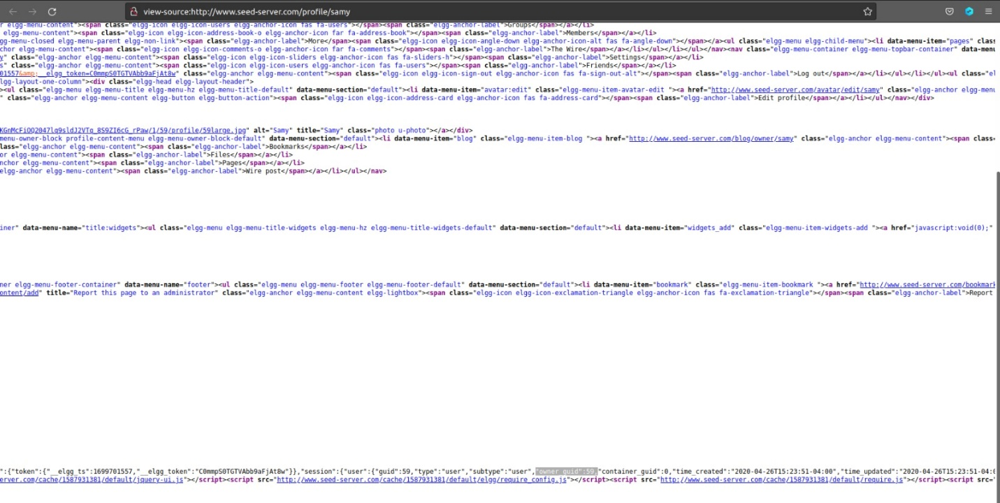 view-source:http://www.seed-server.com/profile/samy
r elgg-menu-content"><span class="elgg-icon elgg-icon-users elgg-anchor-icon fas fa-users"></span><span class="elgg-anchor-label">Groups</span></a></li>
elgg-menu-content"><span class="elgg-icon elgg-icon-address-book-o elgg-anchor-icon far fa-address-book"></span><span class="elgg-anchor-label">Members</span></a></li>
gg-menu-closed elgg-menu-parent elgg-non-link"><span class="elgg-anchor-label">More</span><span class="elgg-icon elgg-icon-angle-down elgg-anchor-icon-alt fas fa-angle-down"></span></a><ul class="elgg-menu elgg-child-menu"><li data-menu-item="pages" clas
chor elgg-menu-content"><span class="elgg-icon elgg-icon-comments-o elgg-anchor-icon far fa-comments"></span><span class="elgg-anchor-label">The Wire</span></a></li></ul></li></ul></nav><nav class="elgg-menu-container elgg-menu-topbar-container" data-menu
" class="elgg-anchor elgg-menu-content"><span class="elgg-icon elgg-icon-users elgg-anchor-icon fas fa-users"></span><span class="elgg-anchor-label">Friends</span></a></li>
s" class="elgg-anchor elgg-menu-content"><span class="elgg-icon elgg-icon-sliders elgg-anchor-icon fas fa-sliders-h"></span><span class="elgg-anchor-label">Settings</span></a></li>
01557&amp;__elgg_token=C0mmpS0TGTVAbb9aFjAt8w" class="elgg-anchor elgg-menu-content"><span class="elgg-icon elgg-icon-sign-out elgg-anchor-icon fas fa-sign-out-alt"></span><span class="elgg-anchor-label">Log out</span></a></li></ul></li></ul><ul class="el
lgg-layout-one-column"><div class="elgg-head elgg-layout-header">
><ul class="elgg-menu elgg-menu-title elgg-menu-hz elgg-menu-title-default" data-menu-section="default"><li data-menu-item="avatar:edit" class="elgg-menu-item-avatar-edit "><a href="http://www.seed-server.com/avatar/edit/samy" class="elgg-anchor elgg-menu
" class="elgg-anchor elgg-menu-content elgg-button elgg-button-action"><span class="elgg-icon elgg-icon-address-card elgg-anchor-icon fas fa-address-card"></span><span class="elgg-anchor-label">Edit profile</span></a></li></ul></nav></div>
KGnMcFiOQ2047lq9sldJ2VTq_8S9ZI6cG_rPaw/1/59/profile/59large.jpg" alt="Samy" title="Samy" class="photo u-photo"></a></div>
menu-owner-block profile-content-menu elgg-menu-owner-block-default" data-menu-section="default"><li data-menu-item="blog" class="elgg-menu-item-blog "><a href="http://www.seed-server.com/blog/owner/samy" class="elgg-anchor elgg-menu-content"><span class=
lass="elgg-anchor elgg-menu-content"><span class="elgg-anchor-label">Bookmarks</span></a></li>
or elgg-menu-content"><span class="elgg-anchor-label">Files</span></a></li>
nchor elgg-menu-content"><span class="elgg-anchor-label">Pages</span></a></li>
elgg-anchor elgg-menu-content"><span class="elgg-anchor-label">Wire post</span></a></li></ul></nav>
iner" data-menu-name="title:widgets"><ul class="elgg-menu elgg-menu-title-widgets elgg-menu-hz elgg-menu-title-widgets-default" data-menu-section="default"><li data-menu-item="widgets_add" class="elgg-menu-item-widgets-add "><a href="javascript:void(0);"
ner elgg-menu-footer-container" data-menu-name="footer"><ul class="elgg-menu elgg-menu-footer elgg-menu-footer-default" data-menu-section="default"><li data-menu-item="bookmark" class="elgg-menu-item-bookmark "><a href="http://www.seed-server.com/bookmark
ontent/add" title="Report this page to an administrator" class="elgg-anchor elgg-menu-content elgg-lightbox"><span class="elgg-icon elgg-icon-exclamation-triangle elgg-anchor-icon fas fa-exclamation-triangle"></span><span class="elgg-anchor-label">Report
":{"token":{"__elgg_ts":1699701557,"__elgg_token":"C0mmpS0TGTVAbb9aFjAt8w"}},"session":{"user":{"guid":59,"type":"user","subtype":"user","owner_guid":59,"container_guid":0,"time_created":"2020-04-26T15:23:51-04:00","time_updated":"2020-04-26T15:23:51-04:0
erver.com/cache/1587931381/default/jquery-ui.js"></script><script src="http://www.seed-server.com/cache/1587931381/default/elgg/require_config.js"></script><script src="http://www.seed-server.com/cache/1587931381/default/require.js"></script><script src="